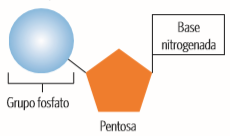 Base
nitrogenada
Grupo fosfato
Pentosa